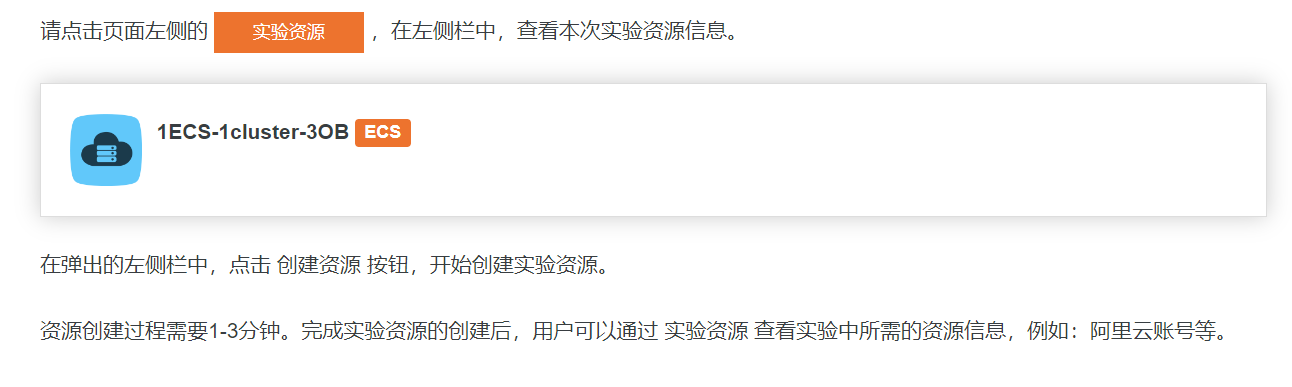 请点击页面左侧的 实验资源 ，在左侧栏中，查看本次实验资源信息。
1ECS-1cluster-3OB ECS
在弹出的左侧栏中，点击 创建资源 按钮，开始创建实验资源。
资源创建过程需要1-3分钟。完成实验资源的创建后，用户可以通过 实验资源 查看实验中所需的资源信息，例如：阿里云账号等。